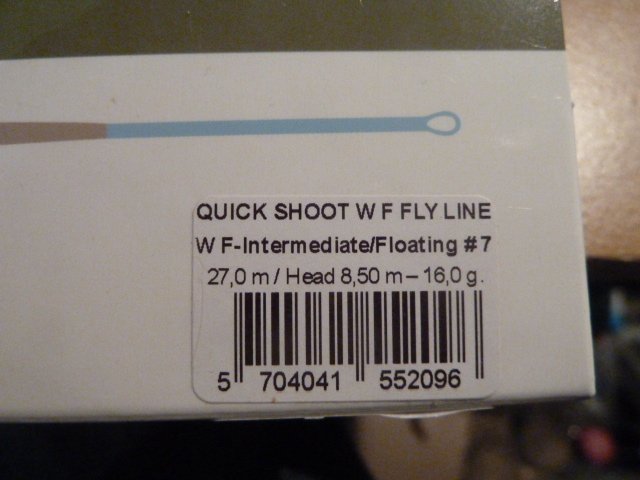 QUICK SHOOT W F FLY LINE
W F-Intermediate/Floating #7
27,0 m / Head 8,50 m – 16,0 g.
5 704041 552096